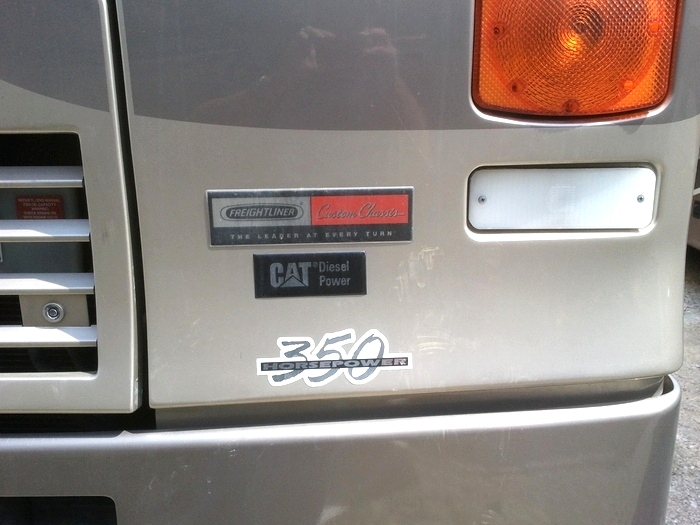 FREIGHTLINER Custom Chassis
THE LEADER AT EVERY TURN
CAT® Diesel
Power
350
HORSEPOWER